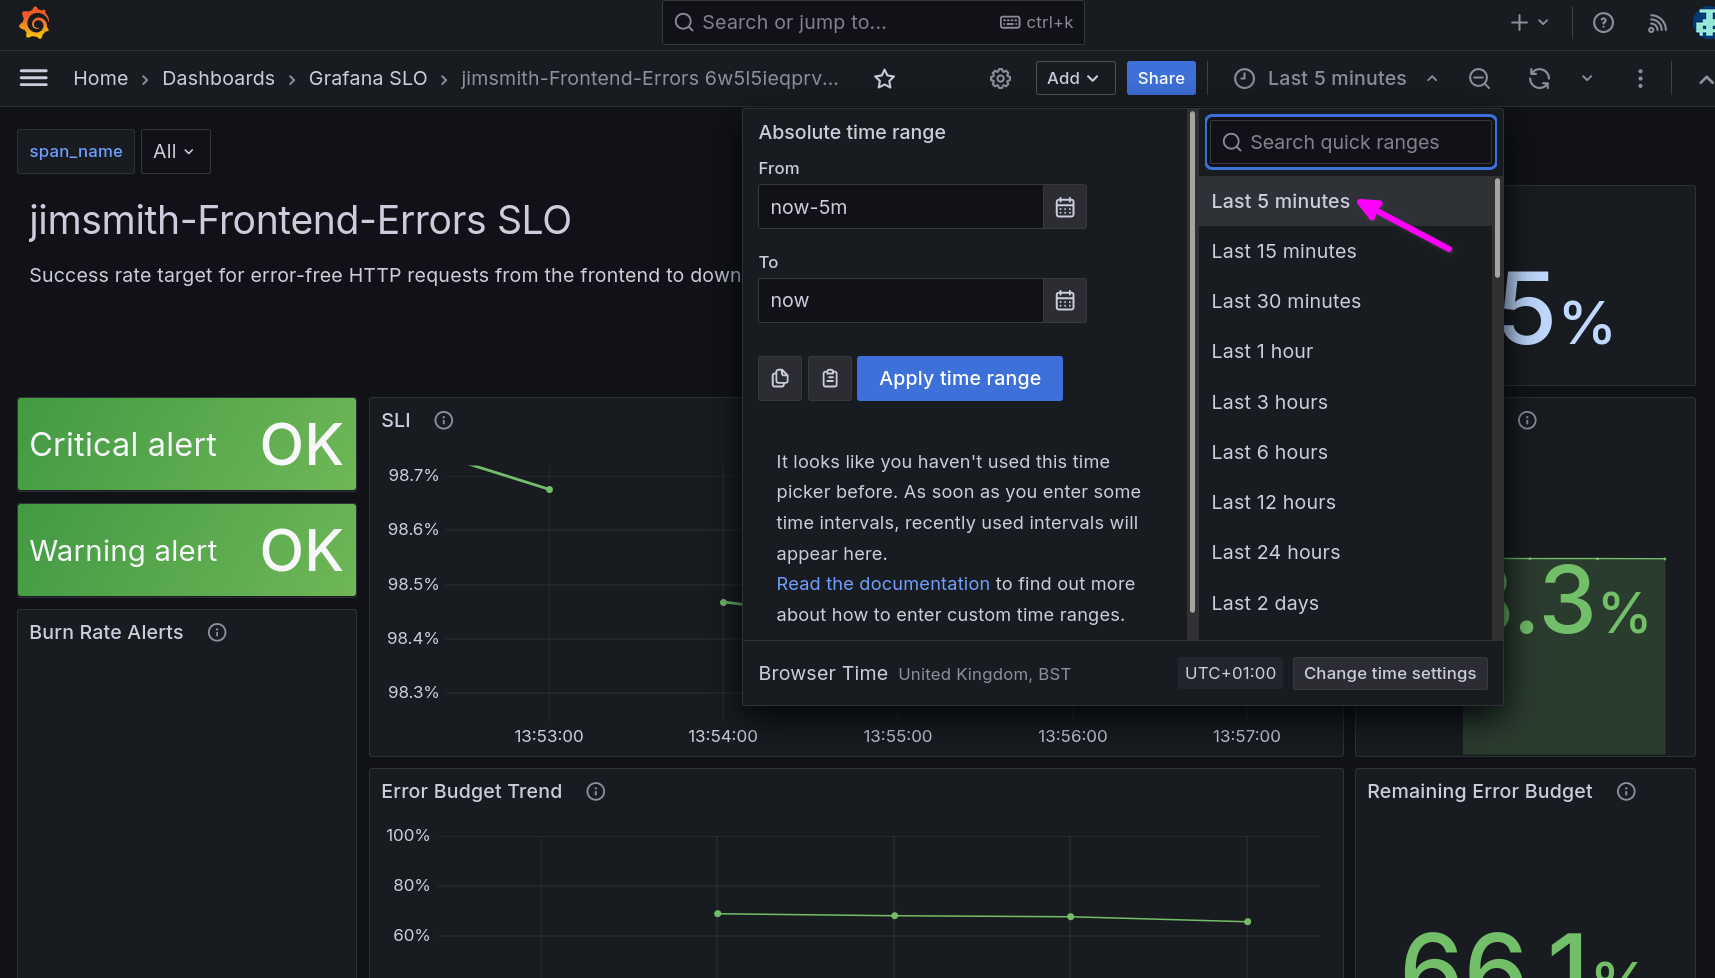 Search or jump to... ctrl+k
Home > Dashboards > Grafana SLO > jimsmith-Frontend-Errors 6w5l5ieqprv...
Add
Share
Last 5 minutes
span_name
All
jimsmith-Frontend-Errors SLO
Success rate target for error-free HTTP requests from the frontend to down
Absolute time range
From
now-5m
To
now
Apply time range
It looks like you haven't used this time
picker before. As soon as you enter some
time intervals, recently used intervals will
appear here.
Read the documentation to find out more
about how to enter custom time ranges.
Search quick ranges
Last 5 minutes
Last 15 minutes
Last 30 minutes
Last 1 hour
Last 3 hours
Last 6 hours
Last 12 hours
Last 24 hours
Last 2 days
Browser Time United Kingdom, BST
UTC+01:00
Change time settings
5%
Critical alert OK
Warning alert OK
Burn Rate Alerts
SLI
98.7%
98.6%
98.5%
98.4%
98.3%
13:53:00 13:54:00 13:55:00 13:56:00 13:57:00
.3%
Error Budget Trend
100%
80%
60%
Remaining Error Budget
66.1%